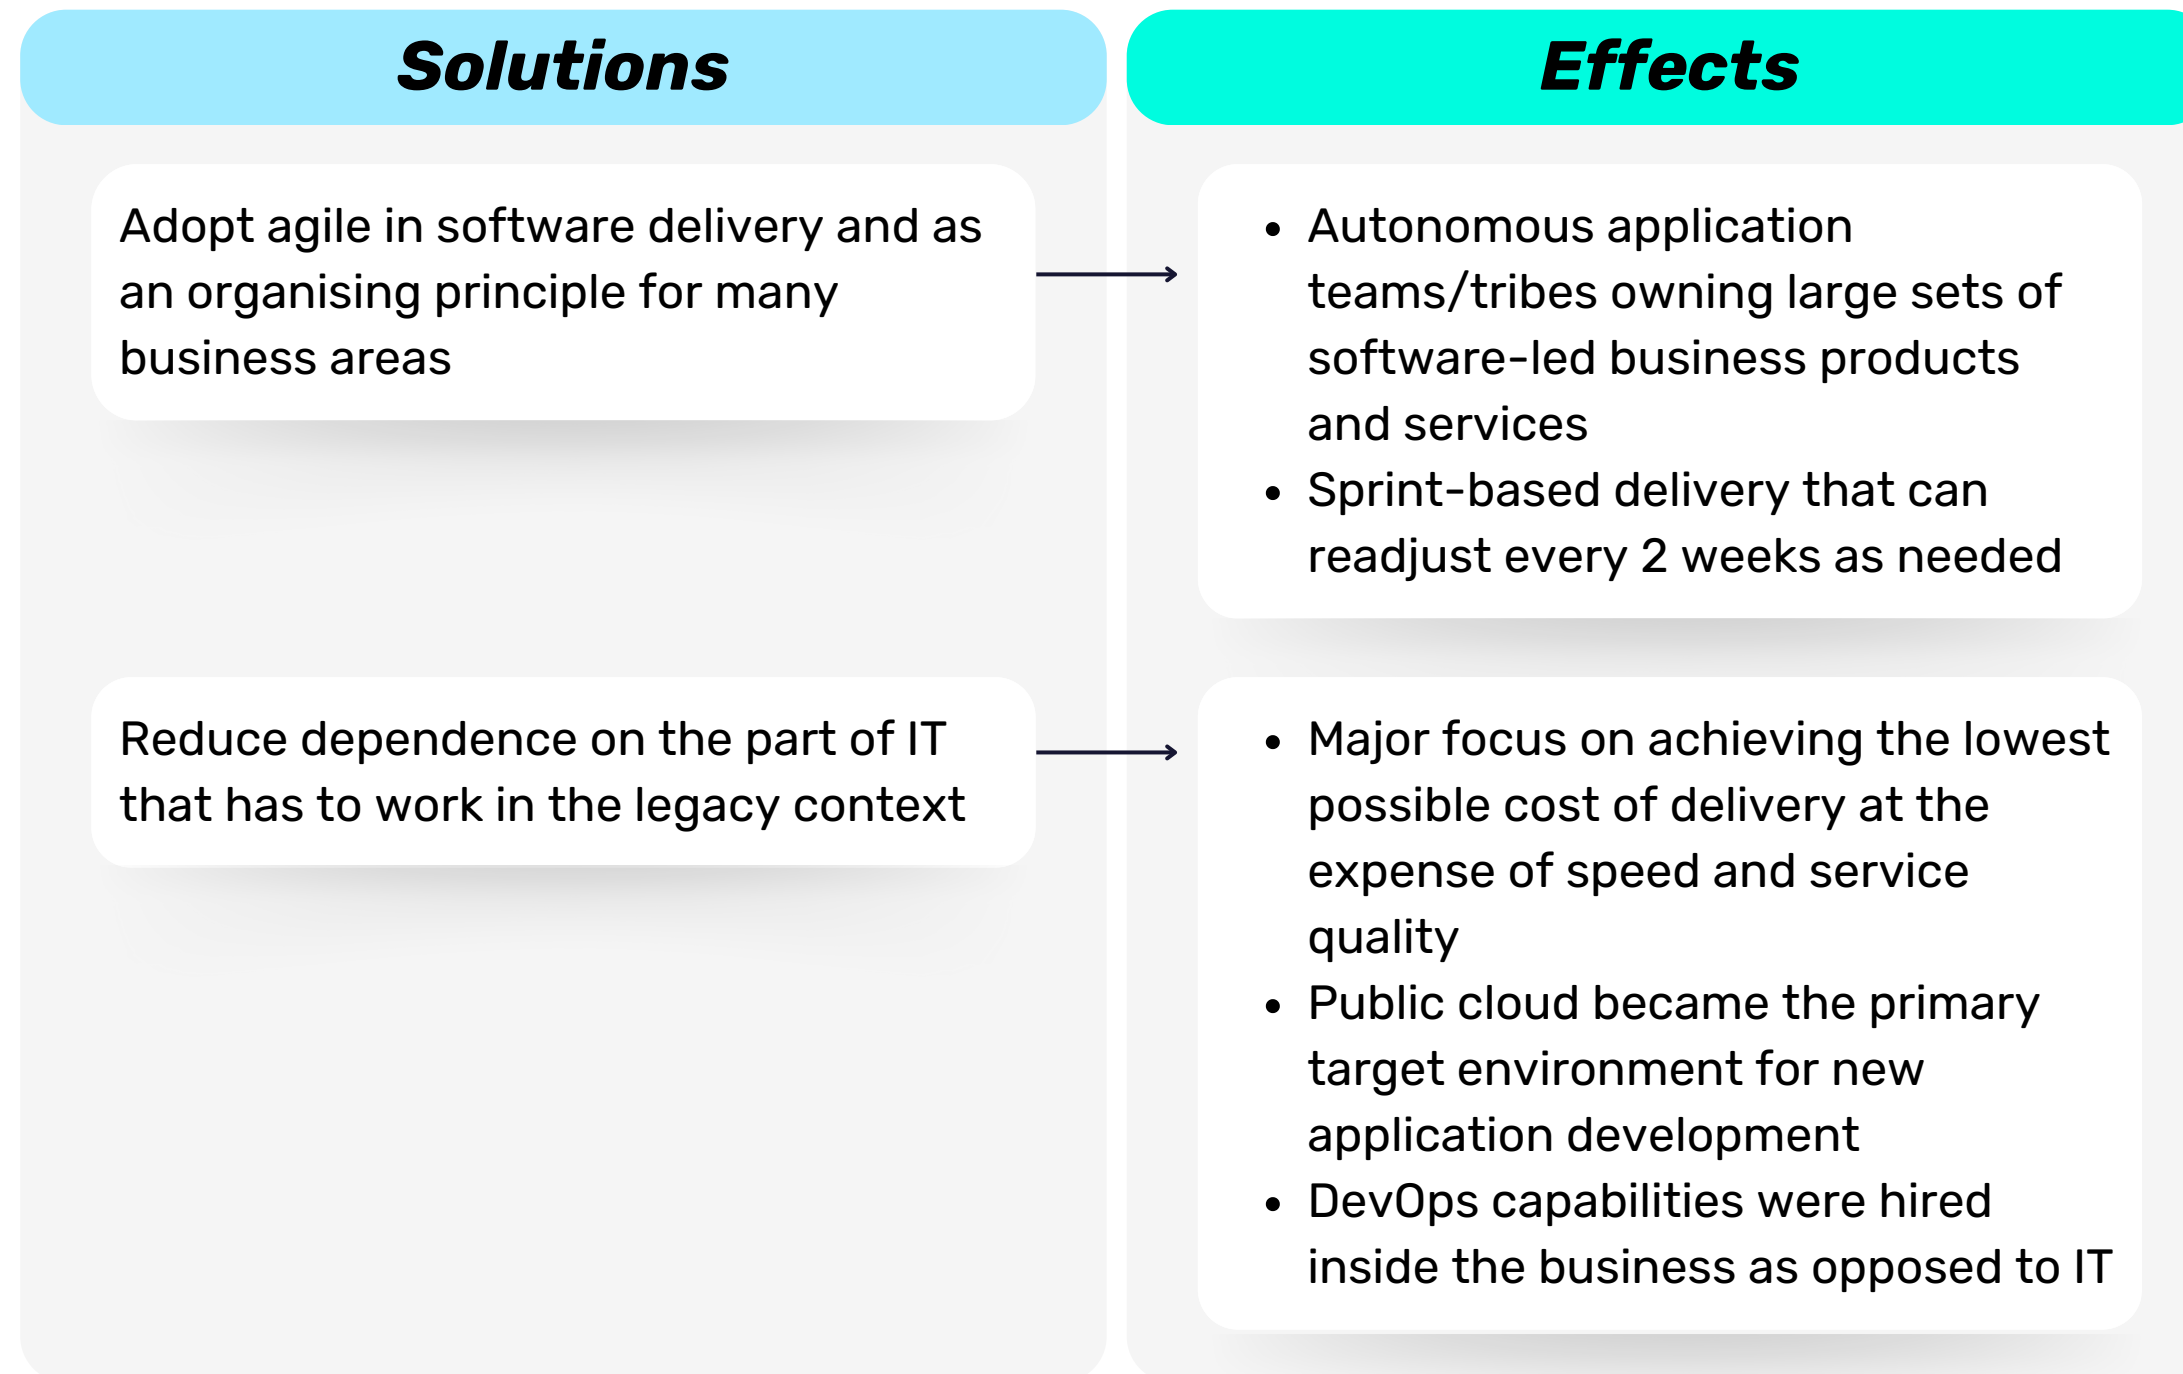 Solutions
Effects
Adopt agile in software delivery and as
an organising principle for many
business areas
• Autonomous application
teams/tribes owning large sets of
software-led business products
and services
• Sprint-based delivery that can
readjust every 2 weeks as needed
Reduce dependence on the part of IT
that has to work in the legacy context
• Major focus on achieving the lowest
possible cost of delivery at the
expense of speed and service
quality
• Public cloud became the primary
target environment for new
application development
• DevOps capabilities were hired
inside the business as opposed to IT